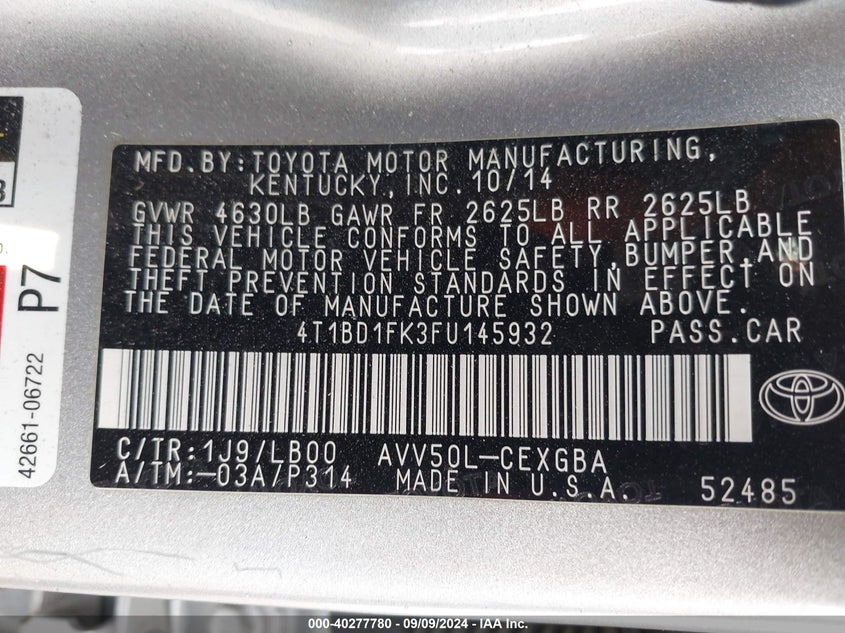 MFD.BY:TOYOTA MOTOR MANUFACTURING,
KENTUCKY,INC.10/14
GVWR 4630LB GAWR FR 2625LB RR 2625LB
THIS VEHICLE CONFORMS TO ALL APPLICABLE
FEDERAL MOTOR VEHICLE SAFETY,BUMPER,AND
THEFT PREVENTION STANDARDS IN EFFECT ON
THE DATE OF MANUFACTURE SHOWN ABOVE.
4T1BD1FK3FU145932 PASS.CAR
C/TR:1J9/LB00 AVV50L-CEXGBA
A/TM:-03A/P314 MADE IN U.S.A. 52485
P7
42661-06722
000-40277780 - 09/09/2024 - IAA Inc.